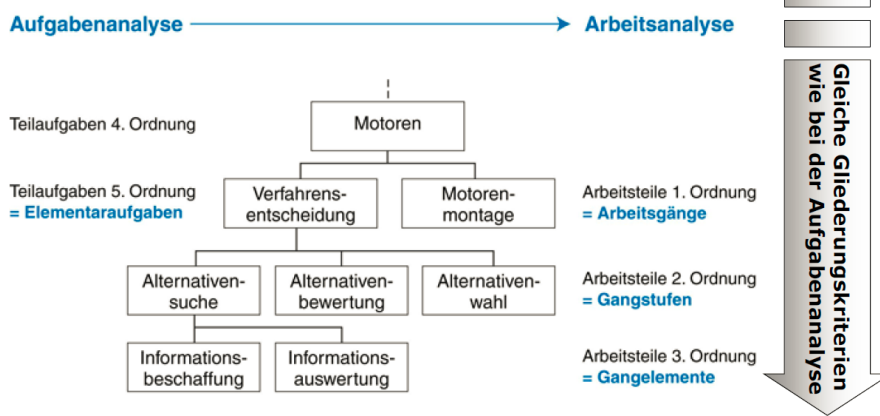 Aufgabenanalyse
Arbeitsanalyse
Teilaufgaben 4. Ordnung
Motoren
Teilaufgaben 5. Ordnung
= Elementaraufgaben
Verfahrens-
entscheidung
Motoren-
montage
Arbeitsteile 1. Ordnung
= Arbeitsgänge
Alternativen-
suche
Alternativen-
bewertung
Alternativen-
wahl
Arbeitsteile 2. Ordnung
= Gangstufen
Informations-
beschaffung
Informations-
auswertung
Arbeitsteile 3. Ordnung
= Gangelemente
Gleiche Gliederungskriterien
wie bei der Aufgabenanalyse